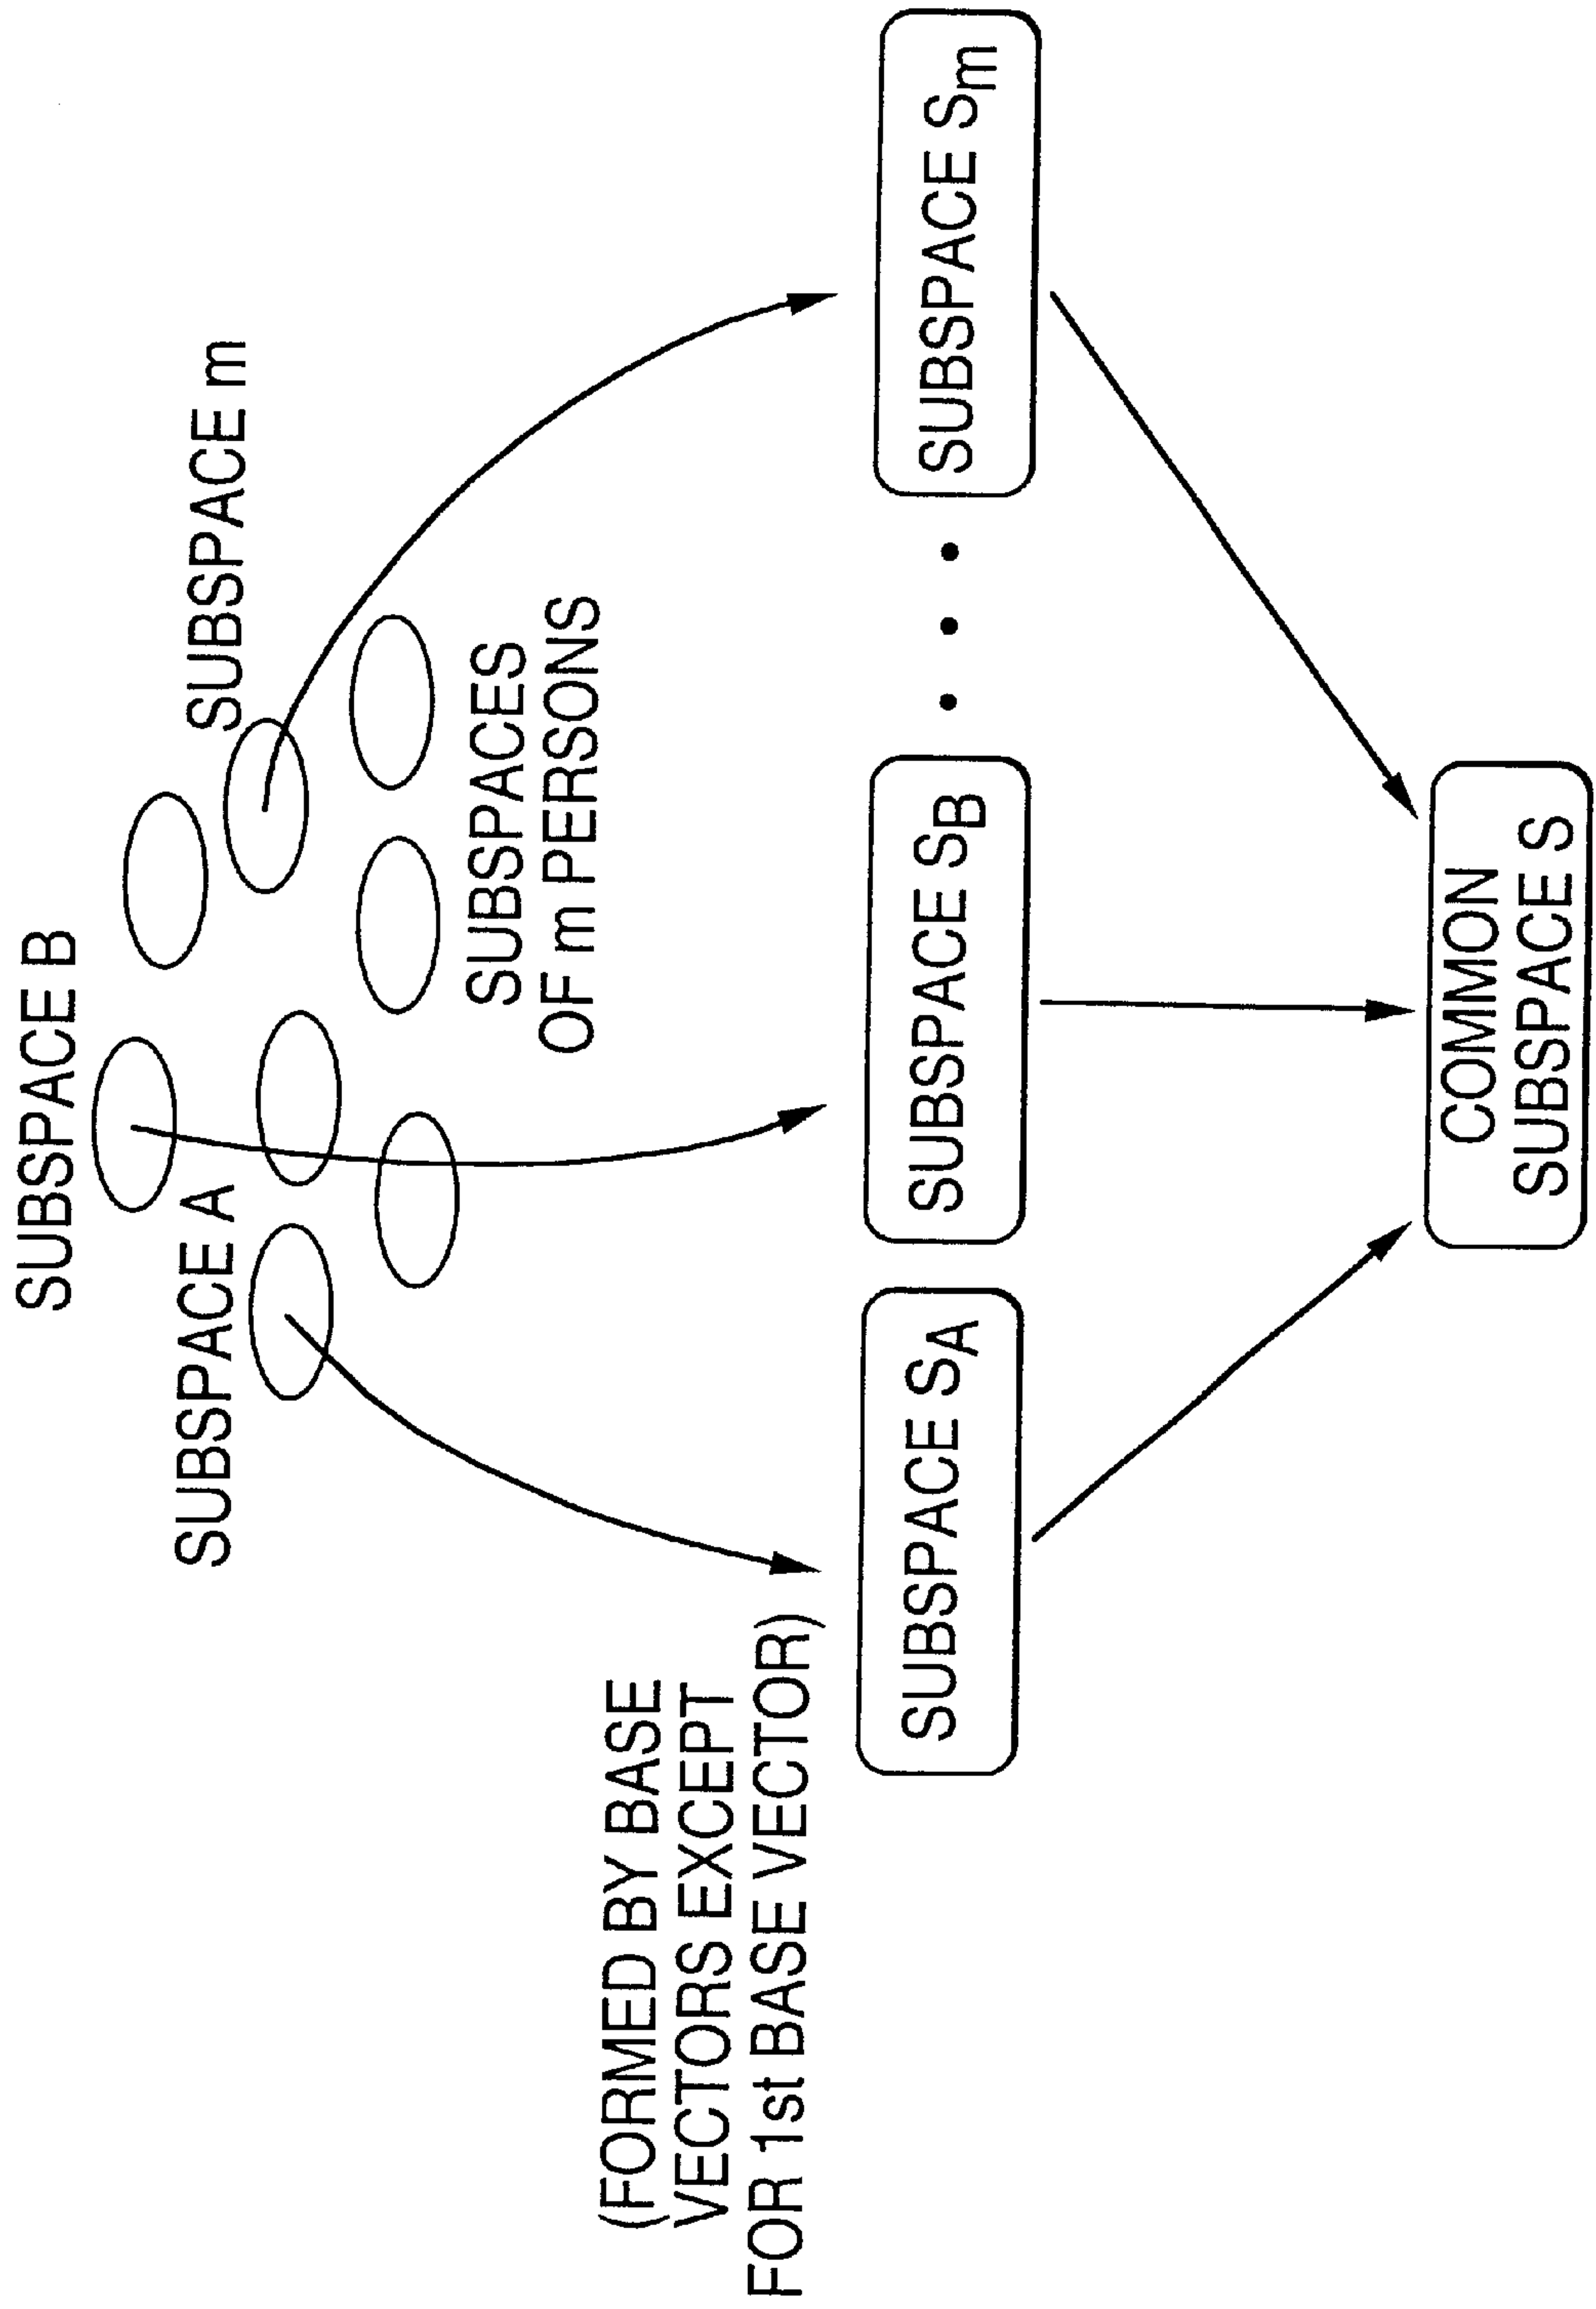 SUBSPACE B
SUBSPACE A
SUBSPACE m
SUBSPACES
OF m PERSONS
(FORMED BY BASE
VECTORS EXCEPT
FOR 1st BASE VECTOR)
SUBSPACE SA
SUBSPACE SB
• • •
SUBSPACE Sm
COMMON
SUBSPACE S